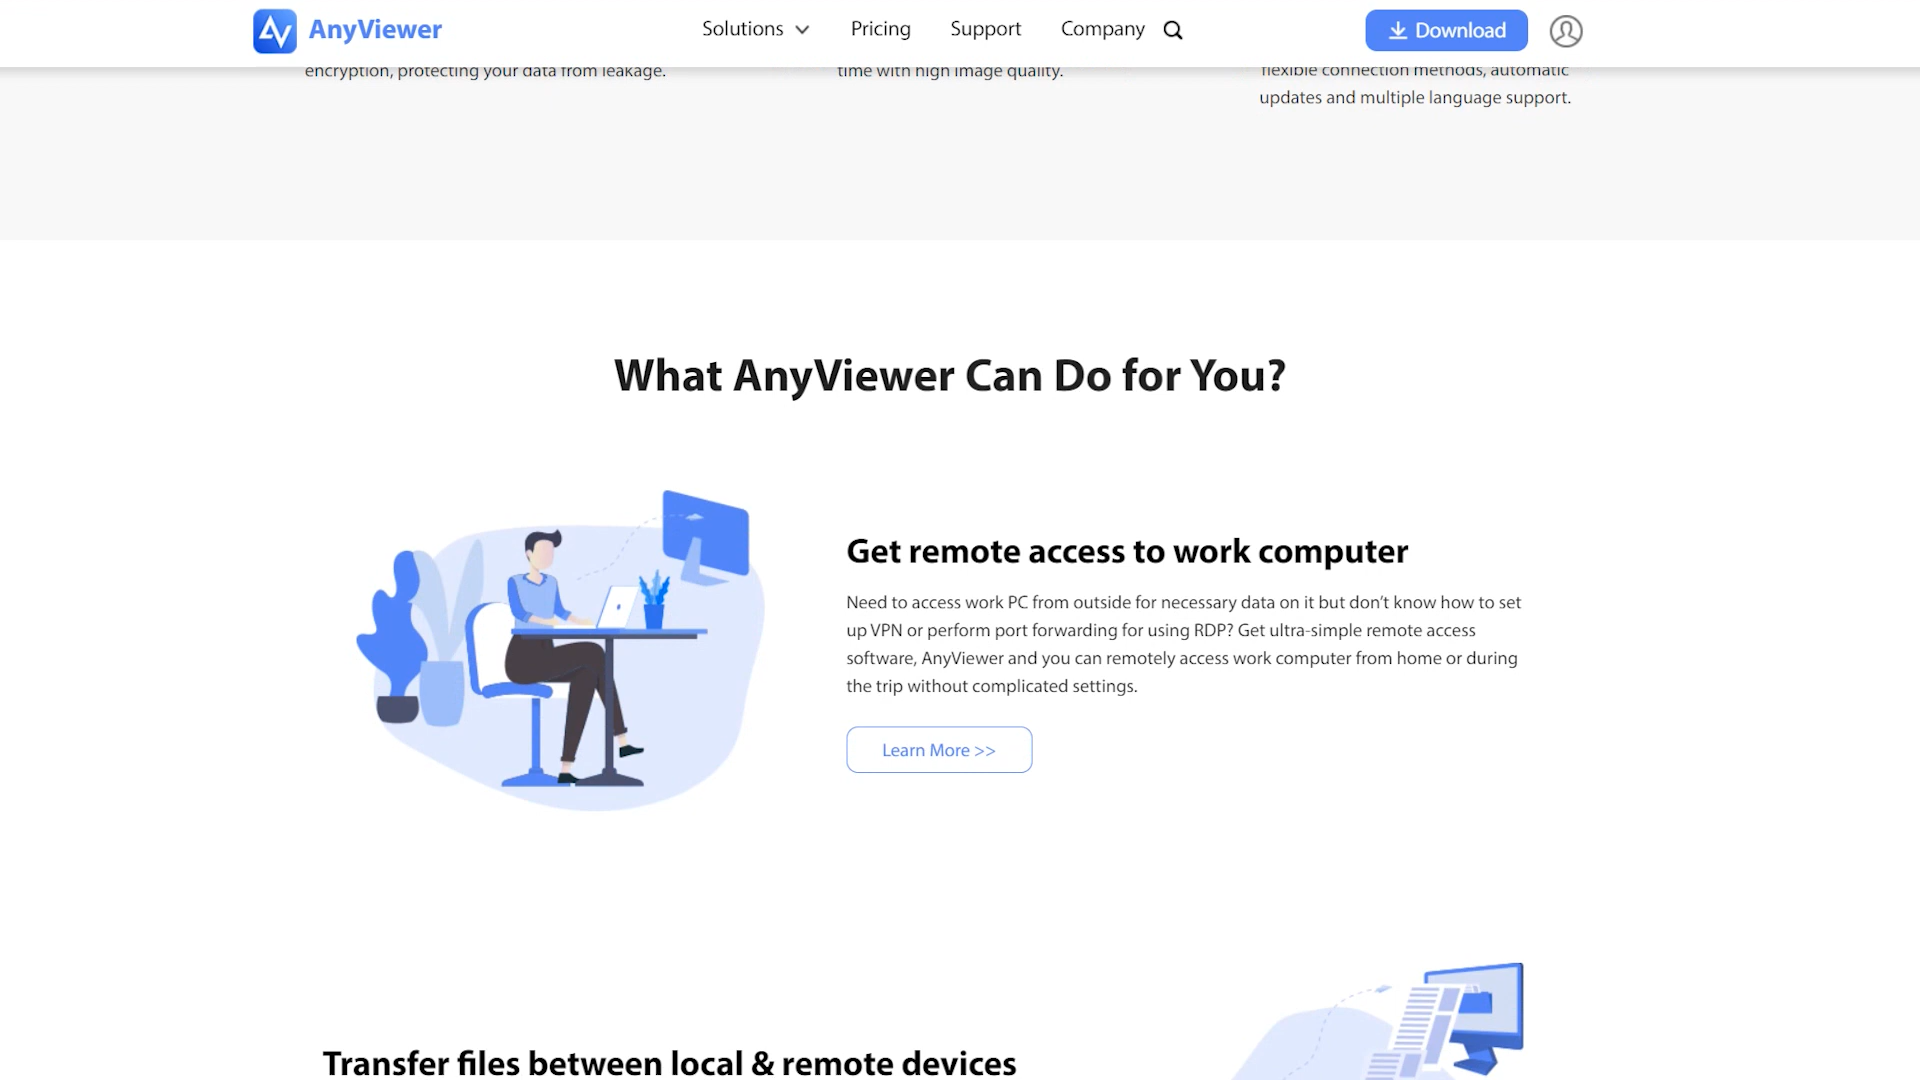 AnyViewer
Solutions
Pricing
Support
Company
Download
encryption, protecting your data from leakage.
time with high image quality.
flexible connection methods, automatic
updates and multiple language support.
What AnyViewer Can Do for You?
Get remote access to work computer
Need to access work PC from outside for necessary data on it but don’t know how to set
up VPN or perform port forwarding for using RDP? Get ultra-simple remote access
software, AnyViewer and you can remotely access work computer from home or during
the trip without complicated settings.
Learn More >>
Transfer files between local & remote devices